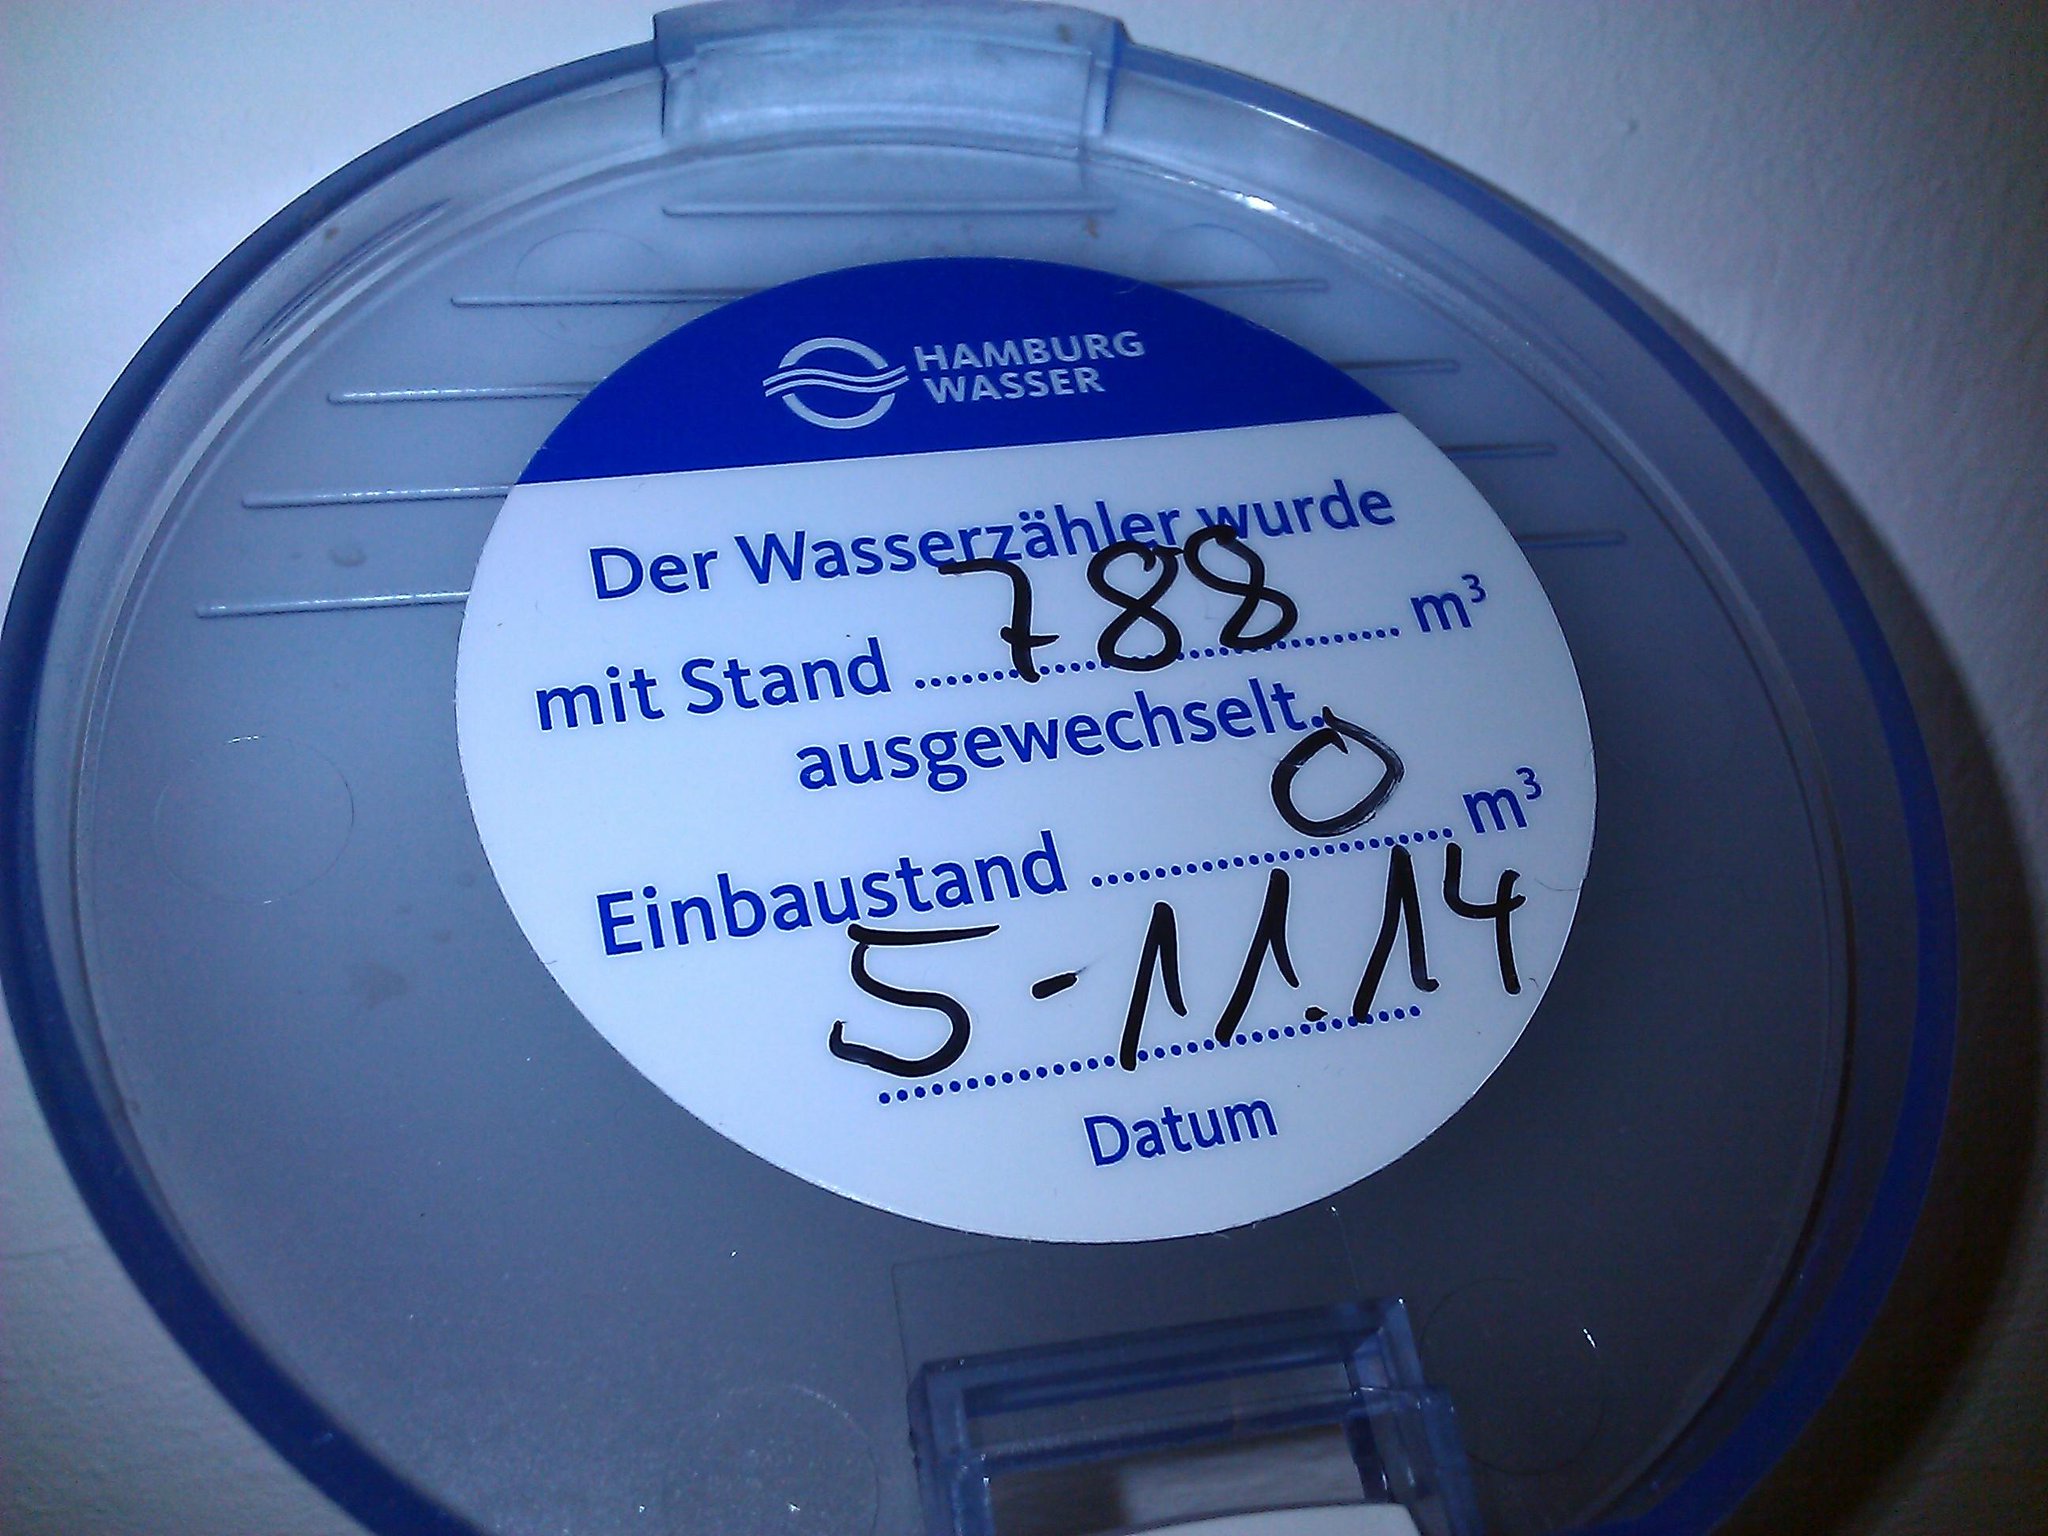 HAMBURG
WASSER
Der Wasserzähler wurde
mit Stand 788 m³
ausgewechselt.
Einbaustand 0 m³
5-11.14
Datum